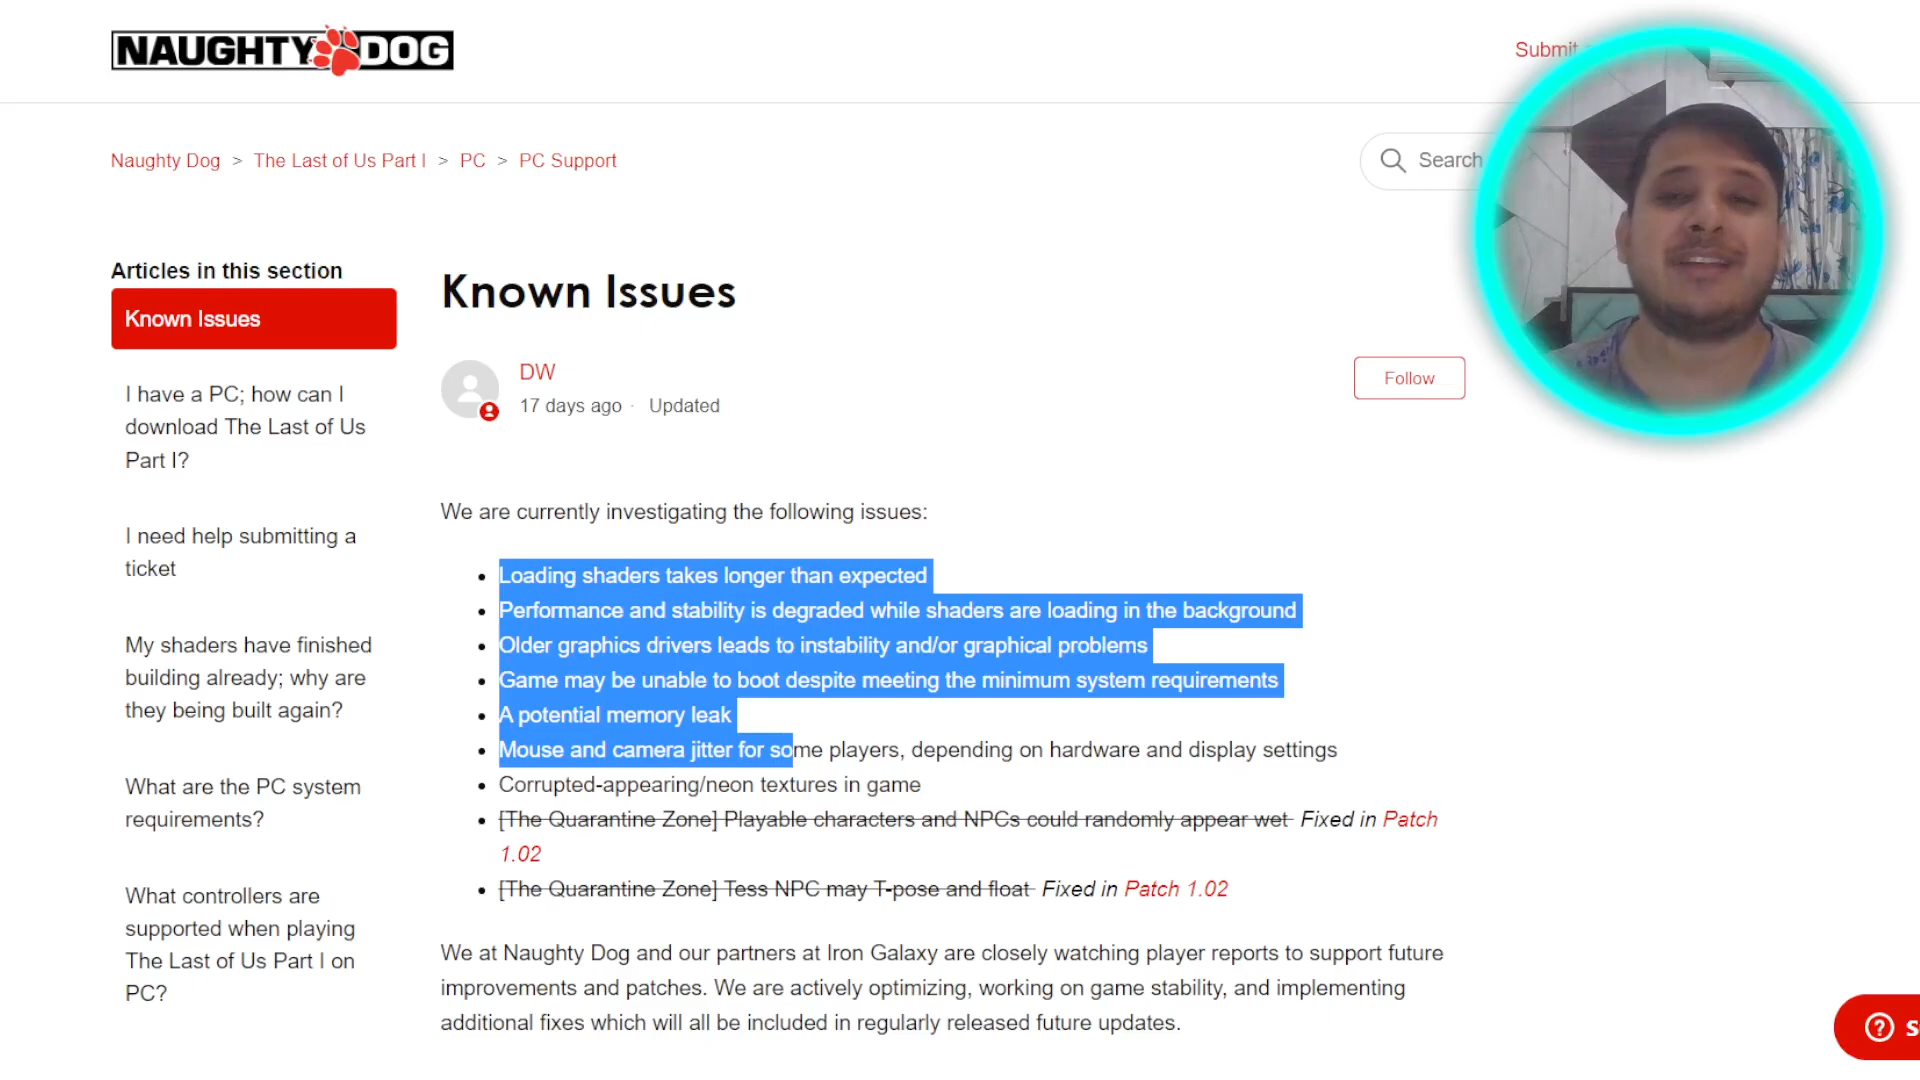 NAUGHTY DOG
Submit
Naughty Dog > The Last of Us Part I > PC > PC Support
Search
Articles in this section
Known Issues
I have a PC; how can I
download The Last of Us
Part I?
I need help submitting a
ticket
My shaders have finished
building already; why are
they being built again?
What are the PC system
requirements?
What controllers are
supported when playing
The Last of Us Part I on
PC?
Known Issues
DW
17 days ago · Updated
Follow
We are currently investigating the following issues:
• Loading shaders takes longer than expected
• Performance and stability is degraded while shaders are loading in the background
• Older graphics drivers leads to instability and/or graphical problems
• Game may be unable to boot despite meeting the minimum system requirements
• A potential memory leak
• Mouse and camera jitter for some players, depending on hardware and display settings
• Corrupted-appearing/neon textures in game
• [The Quarantine Zone] Playable characters and NPCs could randomly appear wet Fixed in Patch
1.02
• [The Quarantine Zone] Tess NPC may T-pose and float Fixed in Patch 1.02
We at Naughty Dog and our partners at Iron Galaxy are closely watching player reports to support future
improvements and patches. We are actively optimizing, working on game stability, and implementing
additional fixes which will all be included in regularly released future updates.